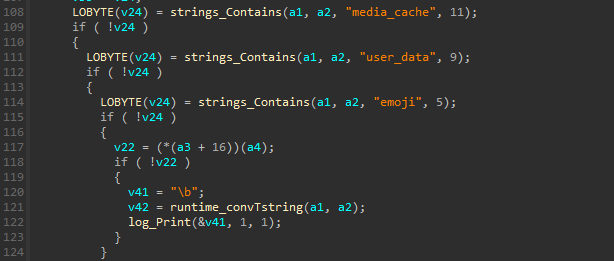 108 LOBYTE(v24) = strings_Contains(a1, a2, "media_cache", 11);
109 if ( !v24 )
110 {
111 LOBYTE(v24) = strings_Contains(a1, a2, "user_data", 9);
112 if ( !v24 )
113 {
114 LOBYTE(v24) = strings_Contains(a1, a2, "emoji", 5);
115 if ( !v24 )
116 {
117 v22 = (*(a3 + 16))(a4);
118 if ( !v22 )
119 {
120 v41 = "\b";
121 v42 = runtime_convTstring(a1, a2);
122 log_Print(&v41, 1, 1);
123 }
124 }